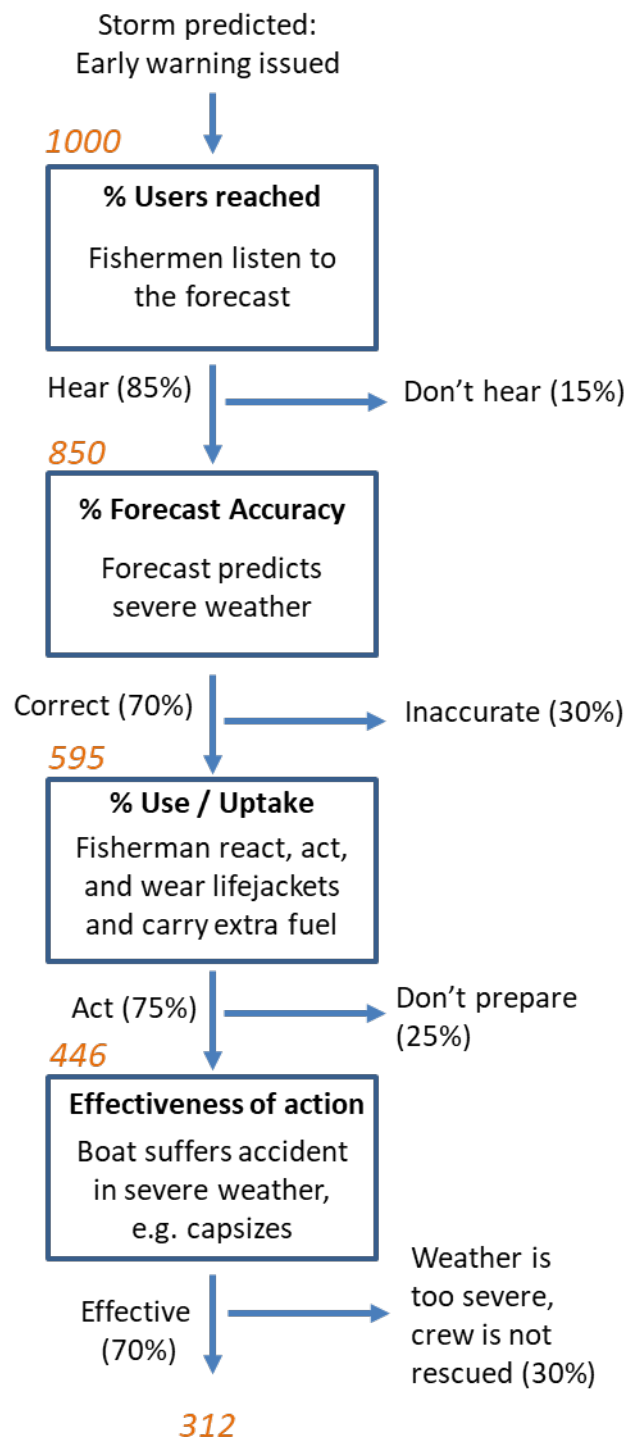 Storm predicted:
Early warning issued
1000
% Users reached
Fishermen listen to
the forecast
Hear (85%)
Don’t hear (15%)
850
% Forecast Accuracy
Forecast predicts
severe weather
Correct (70%)
Inaccurate (30%)
595
% Use / Uptake
Fisherman react, act,
and wear lifejackets
and carry extra fuel
Act (75%)
Don’t prepare
(25%)
446
Effectiveness of action
Boat suffers accident
in severe weather,
e.g. capsizes
Effective
(70%)
Weather is
too severe,
crew is not
rescued (30%)
312